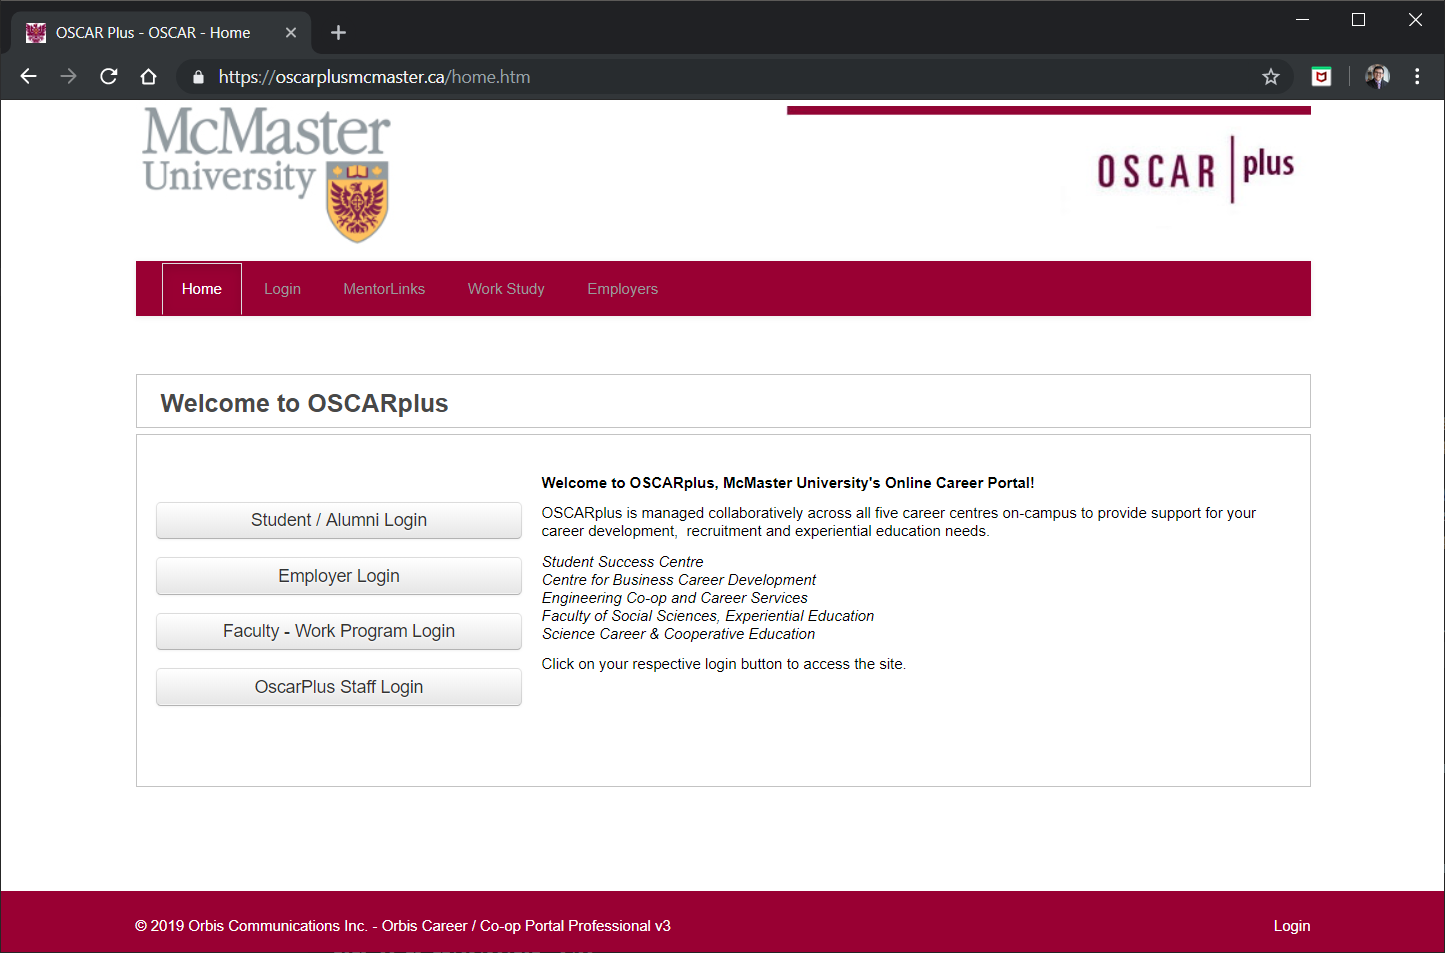 OSCAR Plus - OSCAR - Home
https://oscarplusmcmaster.ca/home.htm
McMaster
University
OSCAR plus
Home Login MentorLinks Work Study Employers
Welcome to OSCARplus
Student / Alumni Login
Employer Login
Faculty - Work Program Login
OscarPlus Staff Login
Welcome to OSCARplus, McMaster University's Online Career Portal!
OSCARplus is managed collaboratively across all five career centres on-campus to provide support for your
career development,  recruitment and experiential education needs.
Student Success Centre
Centre for Business Career Development
Engineering Co-op and Career Services
Faculty of Social Sciences, Experiential Education
Science Career & Cooperative Education
Click on your respective login button to access the site.
© 2019 Orbis Communications Inc. - Orbis Career / Co-op Portal Professional v3
Login